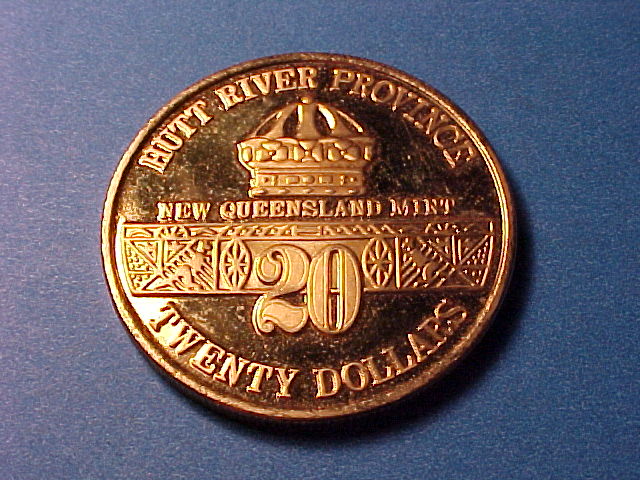 HUTT RIVER PROVINCE
NEW QUEENSLAND MINT
20
TWENTY DOLLARS